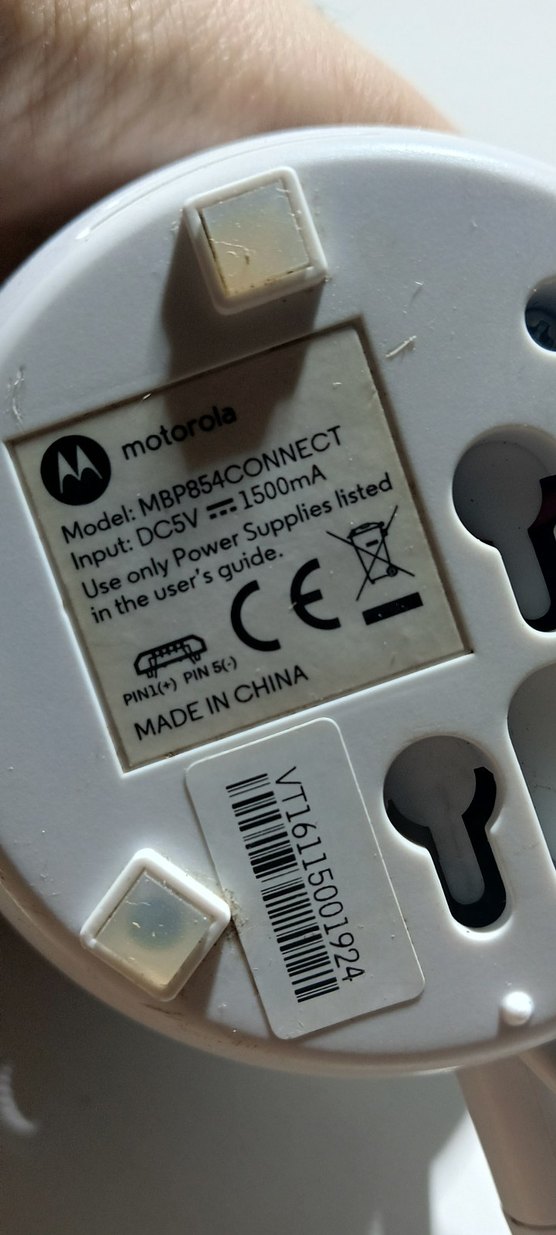 motorola
Model: MBP854CONNECT
Input: DC5V ⎓ 1500mA
Use only Power Supplies listed
in the user's guide.
CE
PIN1(+) PIN 5(-)
MADE IN CHINA
VT16115001924